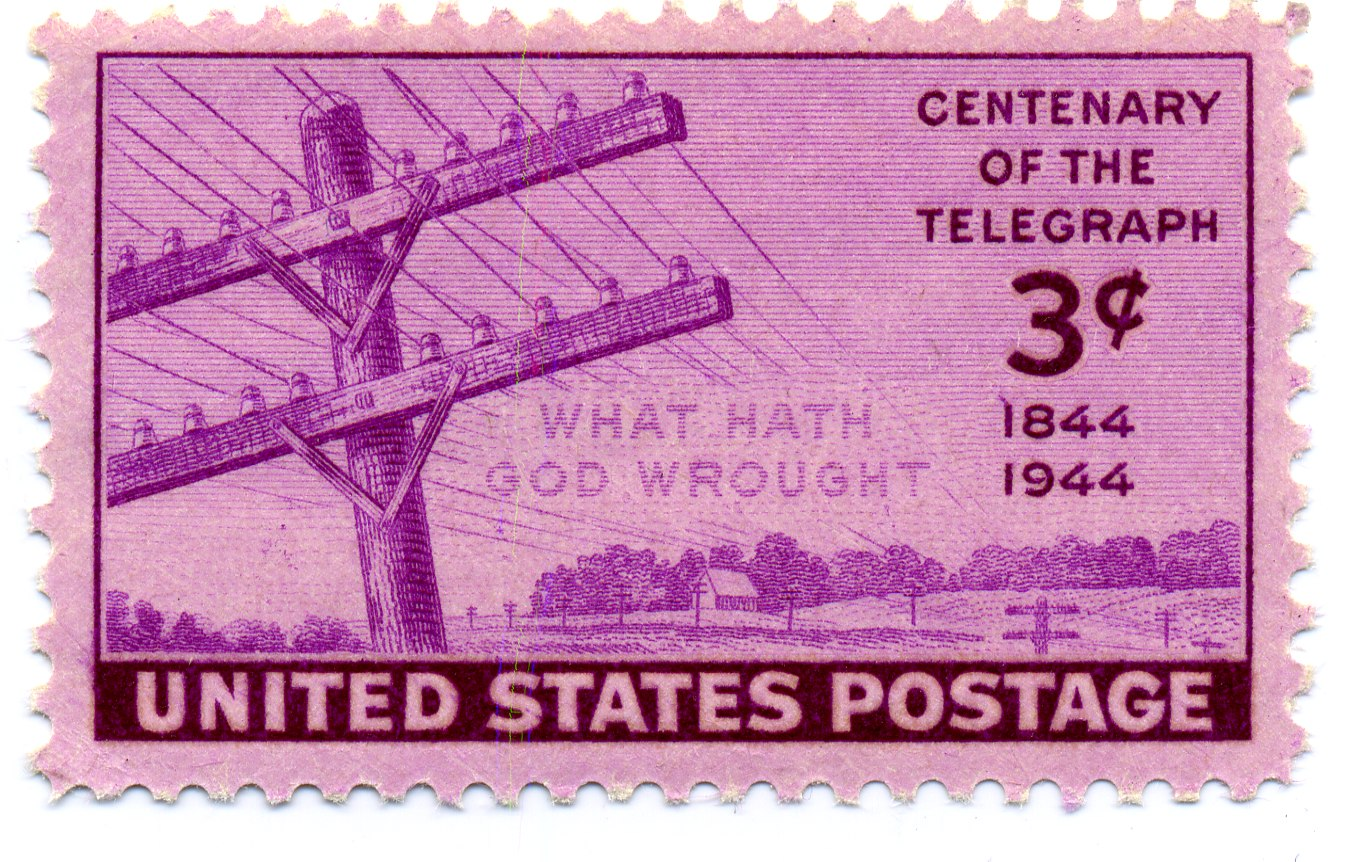 CENTENARY
OF THE
TELEGRAPH
3¢
WHAT HATH
GOD WROUGHT
1844
1944
UNITED STATES POSTAGE